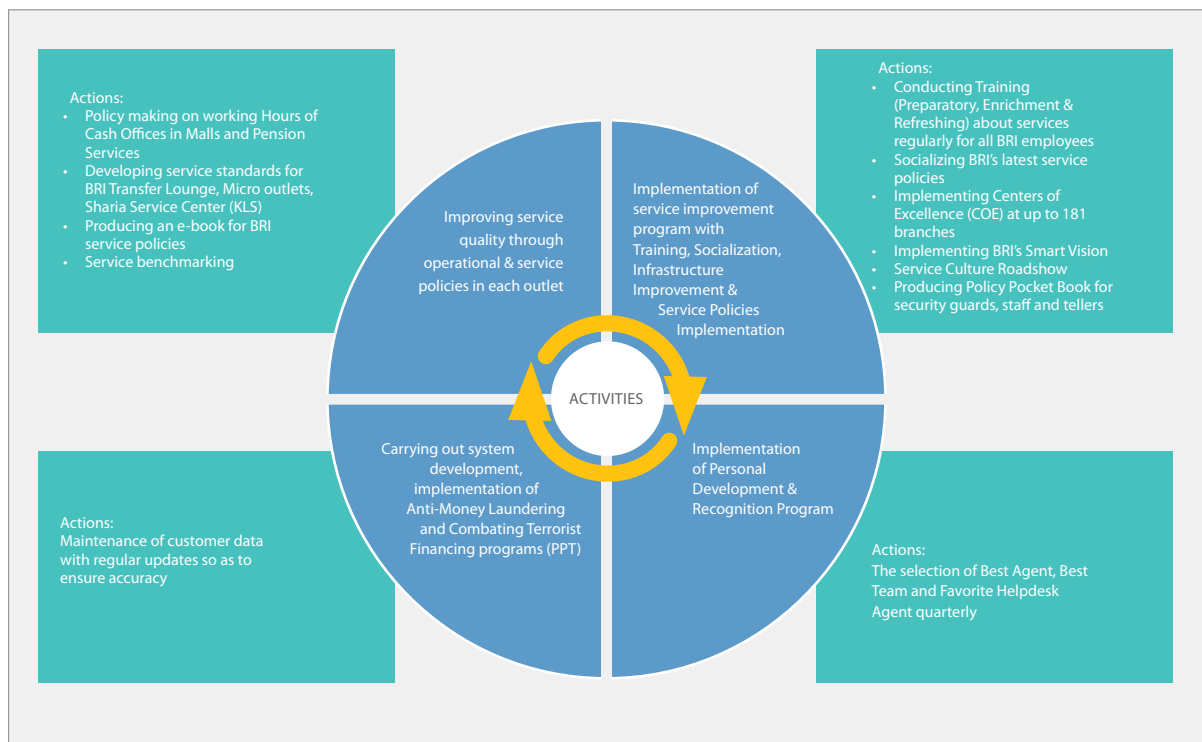 Actions:
• Policy making on working Hours of
Cash Offices in Malls and Pension
Services
• Developing service standards for
BRI Transfer Lounge, Micro outlets,
Sharia Service Center (KLS)
• Producing an e-book for BRI
service policies
• Service benchmarking
Improving service
quality through
operational & service
policies in each outlet
Implementation of
service improvement
program with
Training, Socialization,
Infrastructure
Improvement &
Service Policies
Implementation
Actions:
• Conducting Training
(Preparatory, Enrichment &
Refreshing) about services
regularly for all BRI employees
• Socializing BRI's latest service
policies
• Implementing Centers of
Excellence (COE) at up to 181
branches
• Implementing BRI's Smart Vision
• Service Culture Roadshow
• Producing Policy Pocket Book for
security guards, staff and tellers
ACTIVITIES
Actions:
Maintenance of customer data
with regular updates so as to
ensure accuracy
Carrying out system
development,
implementation of
Anti-Money Laundering
and Combating Terrorist
Financing programs (PPT)
Implementation
of Personal
Development &
Recognition Program
Actions:
The selection of Best Agent, Best
Team and Favorite Helpdesk
Agent quarterly